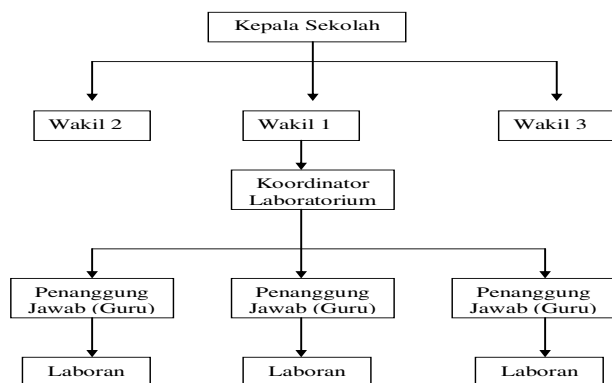 Kepala Sekolah
Wakil 2
Wakil 1
Wakil 3
Koordinator
Laboratorium
Penanggung
Jawab (Guru)
Penanggung
Jawab (Guru)
Penanggung
Jawab (Guru)
Laboran
Laboran
Laboran